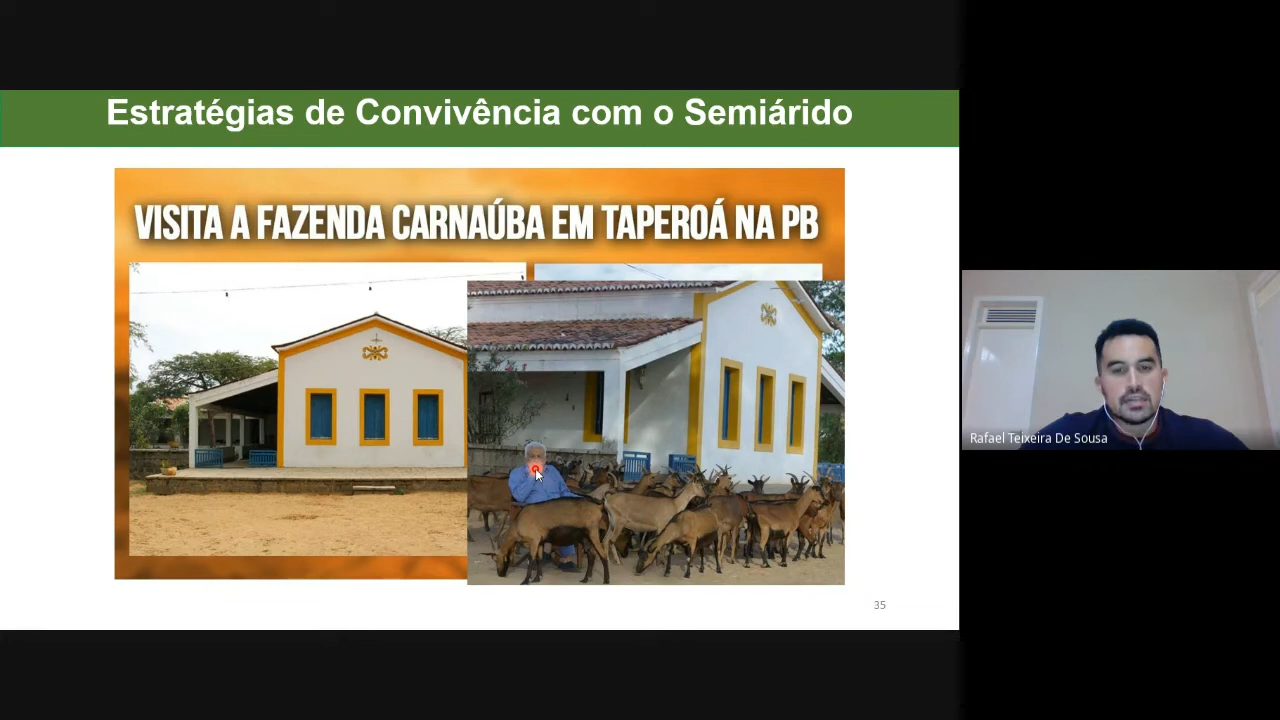 Estratégias de Convivência com o Semiárido
VISITA A FAZENDA CARNAÚBA EM TAPEROÁ NA PB
Rafael Teixeira De Sousa
35